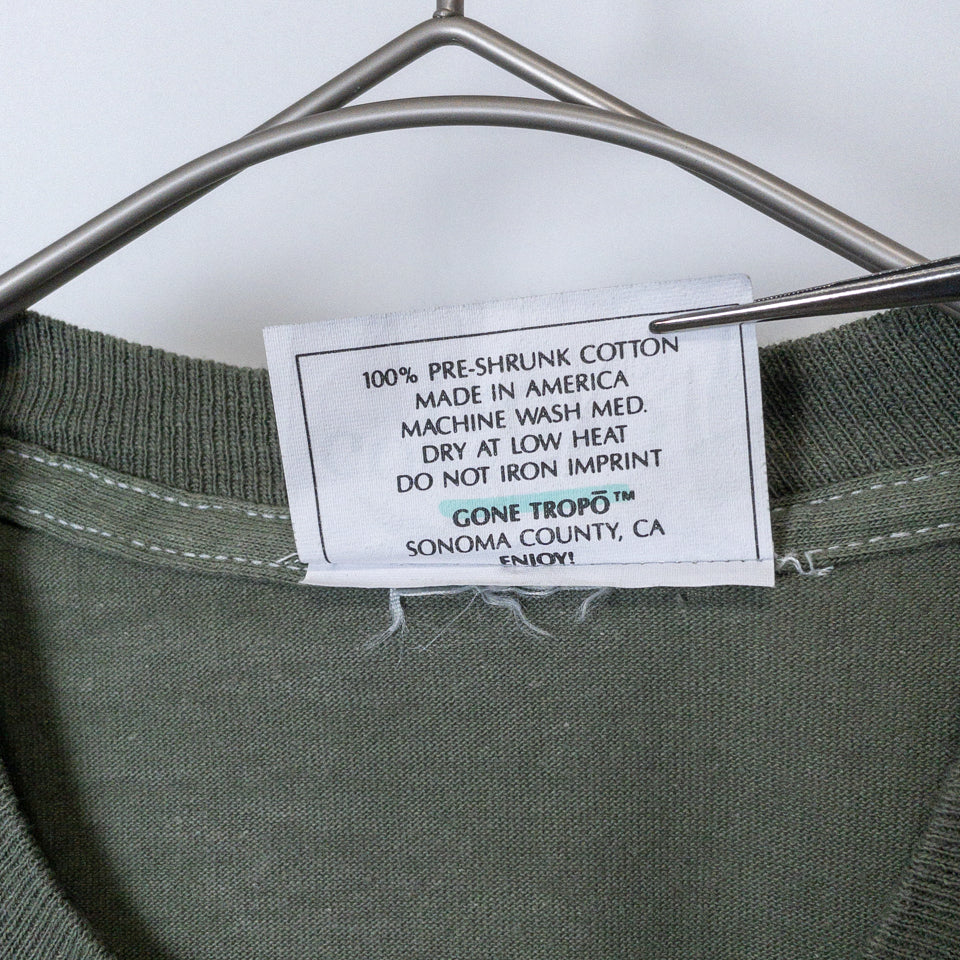 100% PRE-SHRUNK COTTON
MADE IN AMERICA
MACHINE WASH MED.
DRY AT LOW HEAT
DO NOT IRON IMPRINT
GONE TROPŌ™
SONOMA COUNTY, CA
ENJOY!